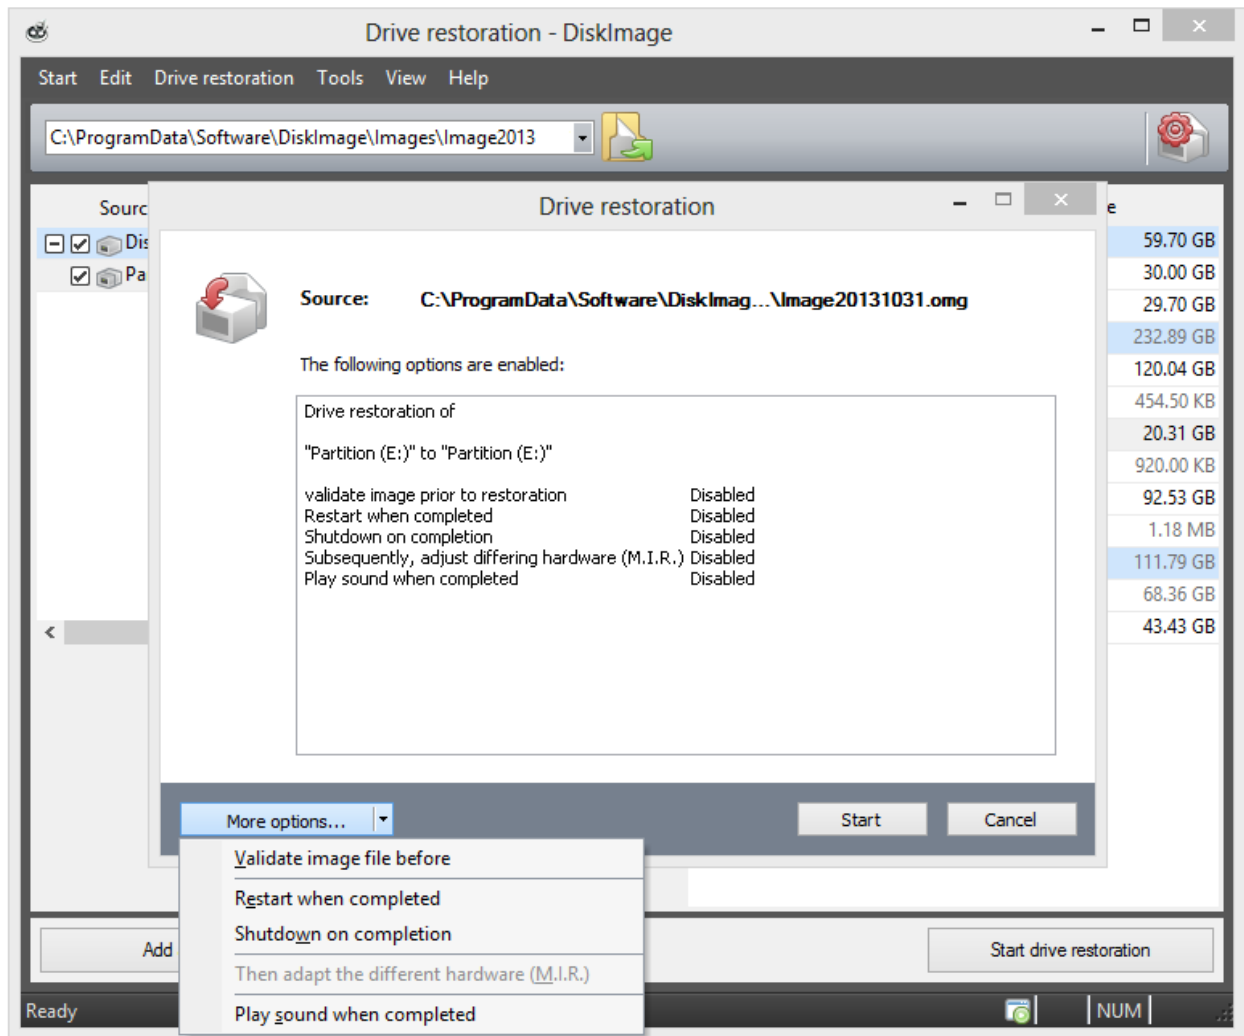 Drive restoration - DiskImage
Start Edit Drive restoration Tools View Help
C:\ProgramData\Software\DiskImage\Images\Image2013
Drive restoration
Sourc
e
Dis
59.70 GB
Pa
30.00 GB
Source: C:\ProgramData\Software\DiskImag...\Image20131031.omg
29.70 GB
232.89 GB
The following options are enabled:
120.04 GB
Drive restoration of
454.50 KB
20.31 GB
"Partition (E:)" to "Partition (E:)"
920.00 KB
validate image prior to restoration Disabled
92.53 GB
Restart when completed Disabled
Shutdown on completion Disabled
1.18 MB
Subsequently, adjust differing hardware (M.I.R.) Disabled
111.79 GB
Play sound when completed Disabled
68.36 GB
43.43 GB
More options...
Start
Cancel
Validate image file before
Restart when completed
Shutdown on completion
Then adapt the different hardware (M.I.R.)
Play sound when completed
Add
Start drive restoration
Ready
NUM